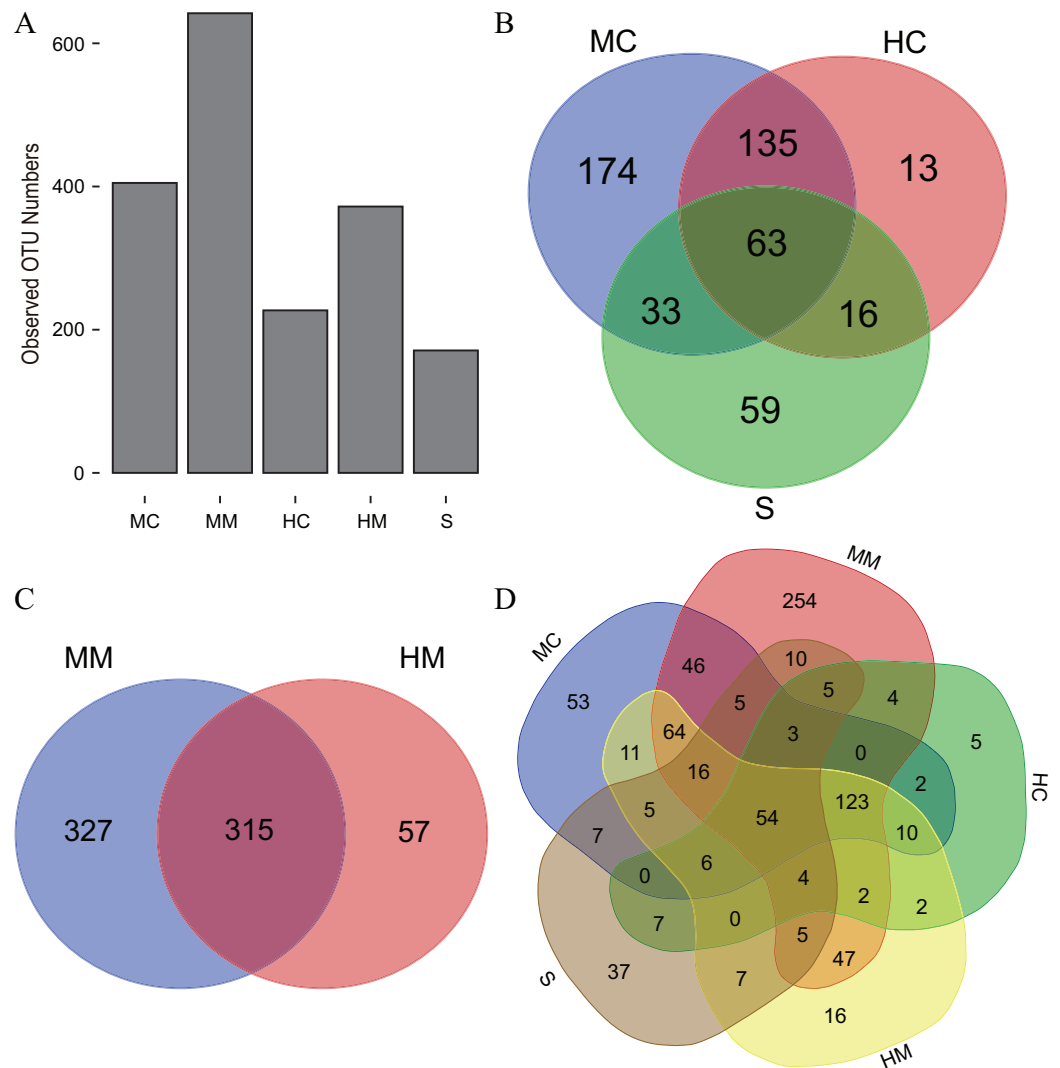 A
Observed OTU Numbers
600
400
200
0
MC MM HC HM S
B
MC HC
174 135 13
63
33 16
59
S
C
MM HM
327 315 57
D
MM
MC
HC
S
HM
254
46 10
53 5 5 4
64 3 5
11 0
16 2
5 54 123
7 10
6
0 4 2 2
7 0
5
37 7 47
16